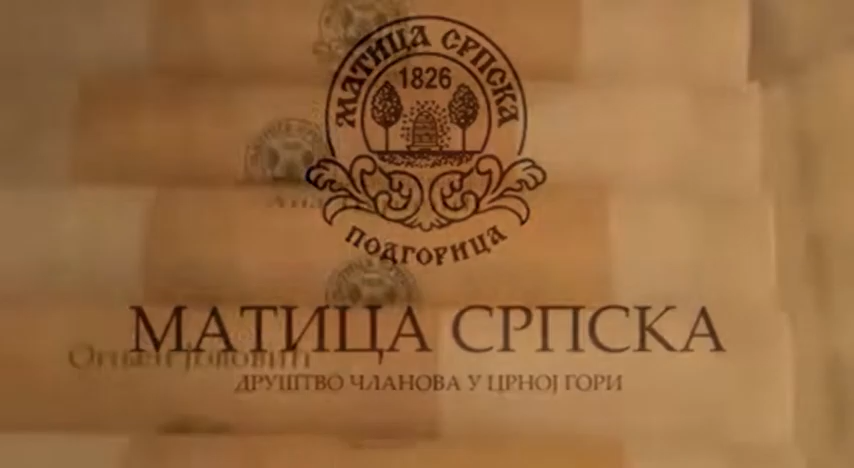 МАТИЦА СРПСКА
1826
ПОДГОРИЦА
МАТИЦА СРПСКА
ДРУШТВО ЧЛАНОВА У ЦРНОЈ ГОРИ